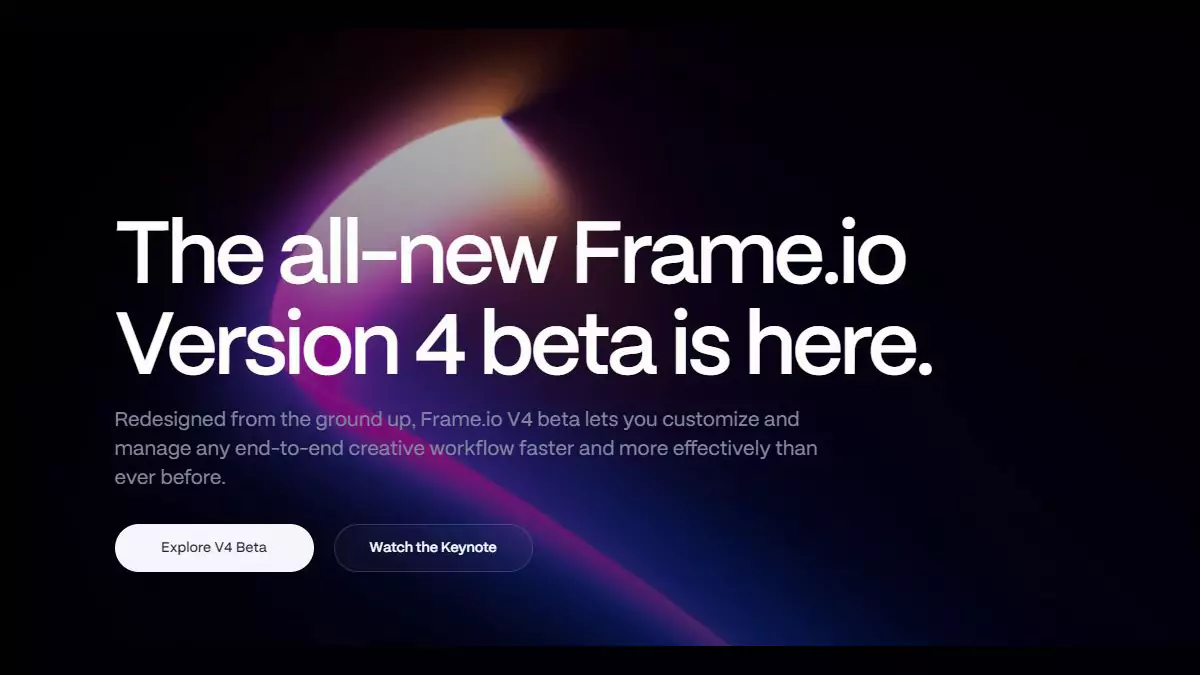 The all-new Frame.io
Version 4 beta is here.
Redesigned from the ground up, Frame.io V4 beta lets you customize and
manage any end-to-end creative workflow faster and more effectively than
ever before.
Explore V4 Beta
Watch the Keynote